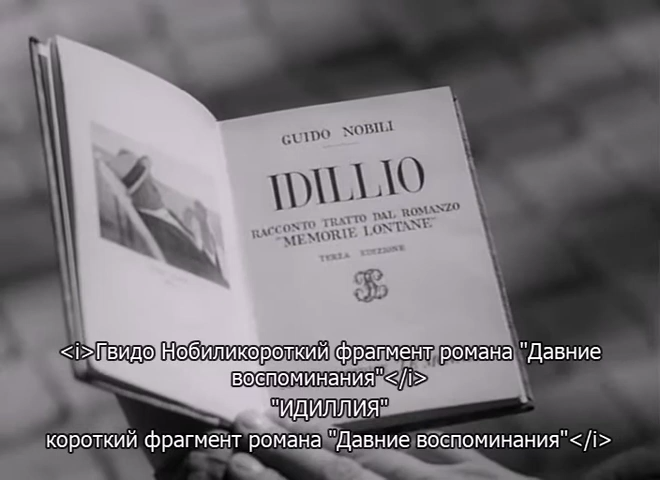 GUIDO NOBILI
IDILLIO
RACCONTO TRATTO DAL ROMANZO
"MEMORIE LONTANE"
TERZA EDIZIONE
<i>Гвидо Нобиликороткий фрагмент романа "Давние
воспоминания"</i>
"ИДИЛЛИЯ"
короткий фрагмент романа "Давние воспоминания"</i>